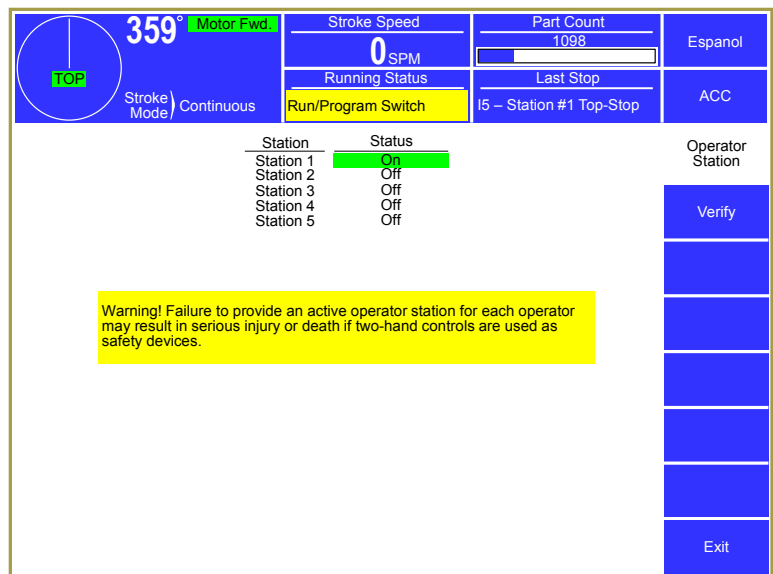 359° Motor Fwd.
TOP
Stroke Mode) Continuous
Stroke Speed
0 SPM
Part Count
1098
Espanol
Running Status
Run/Program Switch
Last Stop
I5 – Station #1 Top-Stop
ACC
Station Status
Station 1 On
Station 2 Off
Station 3 Off
Station 4 Off
Station 5 Off
Operator
Station
Verify
Warning! Failure to provide an active operator station for each operator
may result in serious injury or death if two-hand controls are used as
safety devices.
Exit